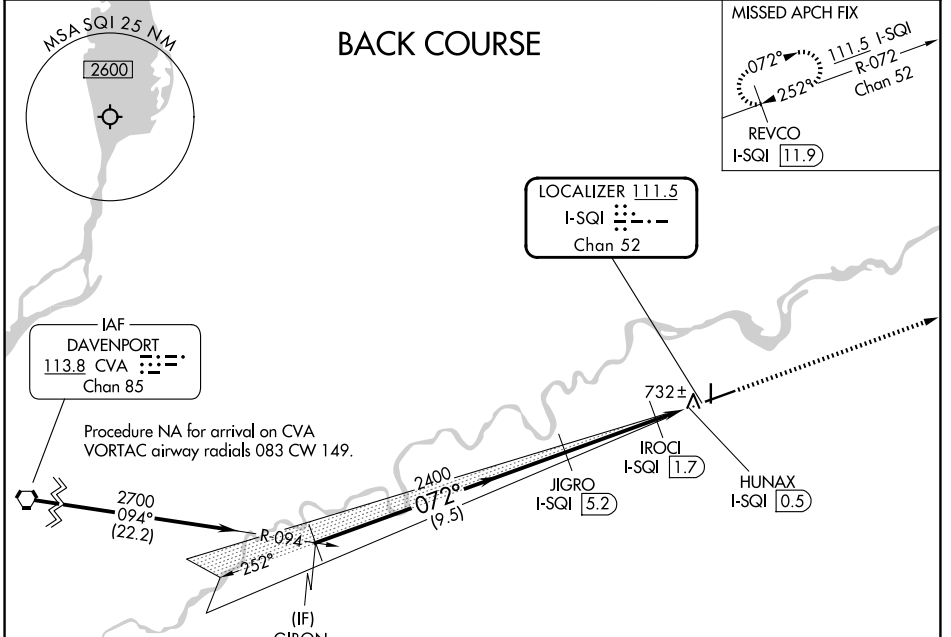 MSA SQI 25 NM
2600
BACK COURSE
MISSED APCH FIX
072°
252°
111.5 I-SQI
R-072
Chan 52
REVCO
I-SQI 11.9
LOCALIZER 111.5
I-SQI
Chan 52
IAF
DAVENPORT
113.8 CVA
Chan 85
Procedure NA for arrival on CVA
VORTAC airway radials 083 CW 149.
2700
094°
(22.2)
R-094
252°
2400
072°
(9.5)
732±
JIGRO
I-SQI 5.2
IROCI
I-SQI 1.7
HUNAX
I-SQI 0.5
(IF)